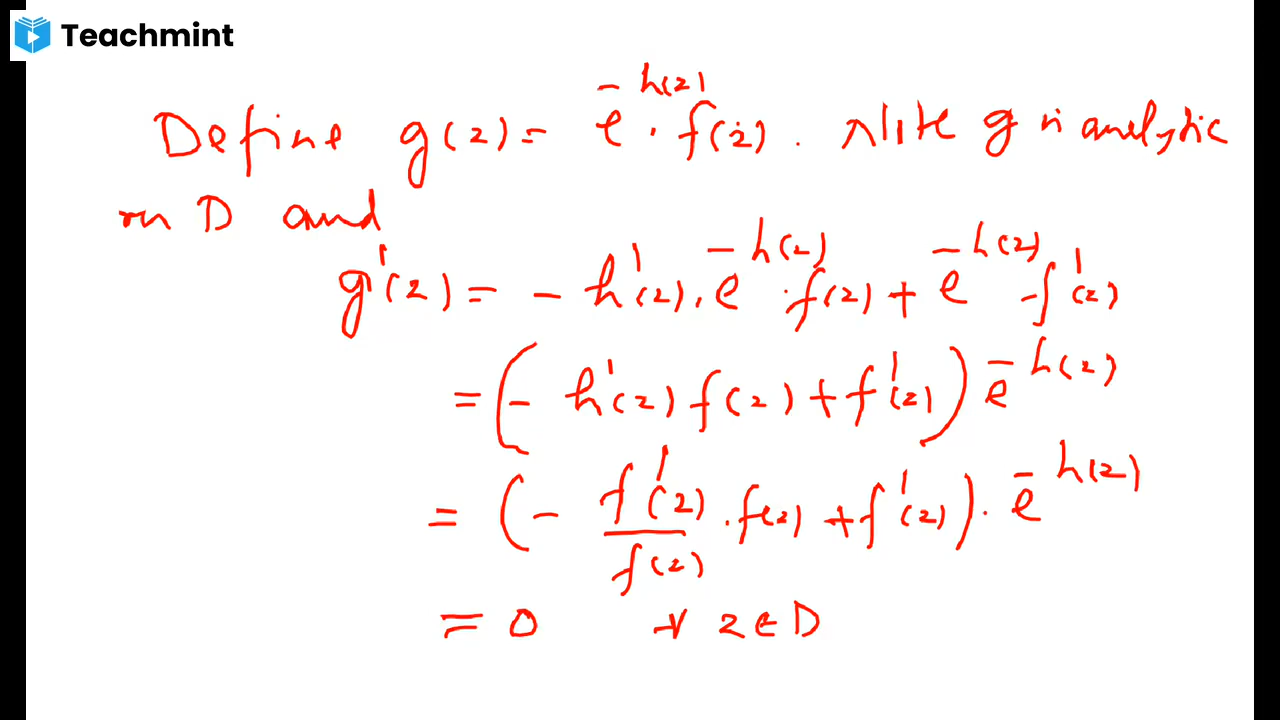 Teachmint
Define g(z) = e^{-h(z)} . f(z) . Note g is analytic
on D and
g'(z) = - h'(z) . e^{-h(z)} . f(z) + e^{-h(z)} . f'(z)
= (- h'(z) f(z) + f'(z)) e^{-h(z)}
= (- f'(z)/f(z) . f(z) + f'(z)) . e^{-h(z)}
= 0 ∀ z ∈ D